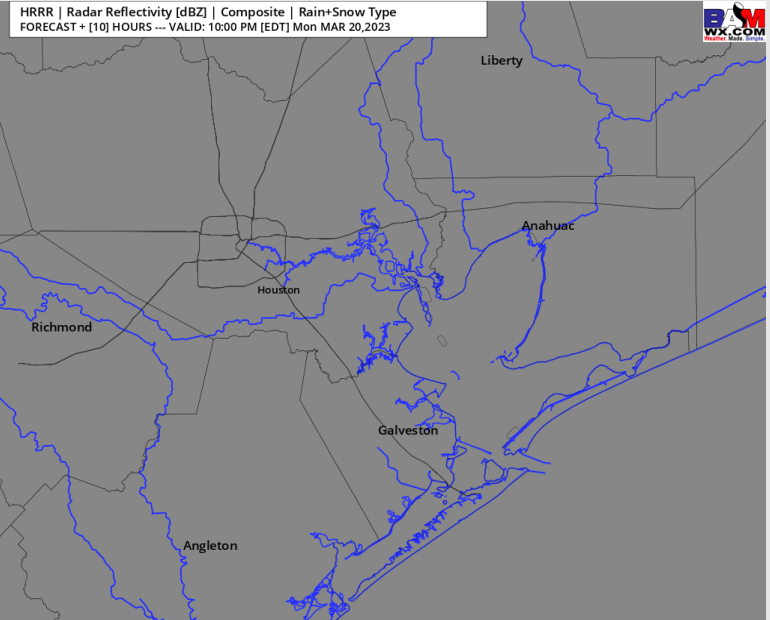 HRRR | Radar Reflectivity [dBZ] | Composite | Rain+Snow Type
FORECAST + [10] HOURS --- VALID: 10:00 PM [EDT] Mon MAR 20,2023
BAM
WX.COM
Weather. Made. Simple.
Liberty
Anahuac
Houston
Richmond
Galveston
Angleton